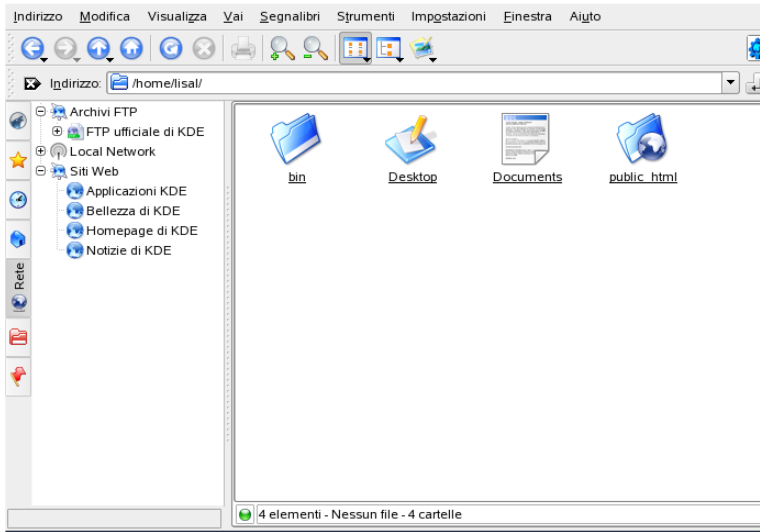 Indirizzo Modifica Visualizza Vai Segnalibri Strumenti Impostazioni Finestra Aiuto
Indirizzo: /home/lisal/
Archivi FTP
FTP ufficiale di KDE
Local Network
Siti Web
Applicazioni KDE
Bellezza di KDE
Homepage di KDE
Notizie di KDE
Rete
bin Desktop Documents public_html
4 elementi - Nessun file - 4 cartelle